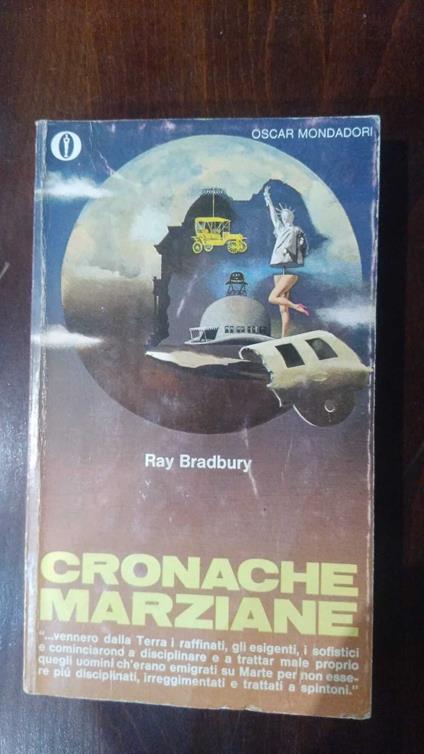 OSCAR MONDADORI
Ray Bradbury
CRONACHE
MARZIANE
"...vennero dalla Terra i raffinati, gli esigenti, i sofistici
e cominciarono a disciplinare e a trattar male proprio
quegli uomini ch'erano emigrati su Marte per non esse-
re più disciplinati, irreggimentati e trattati a spintoni."